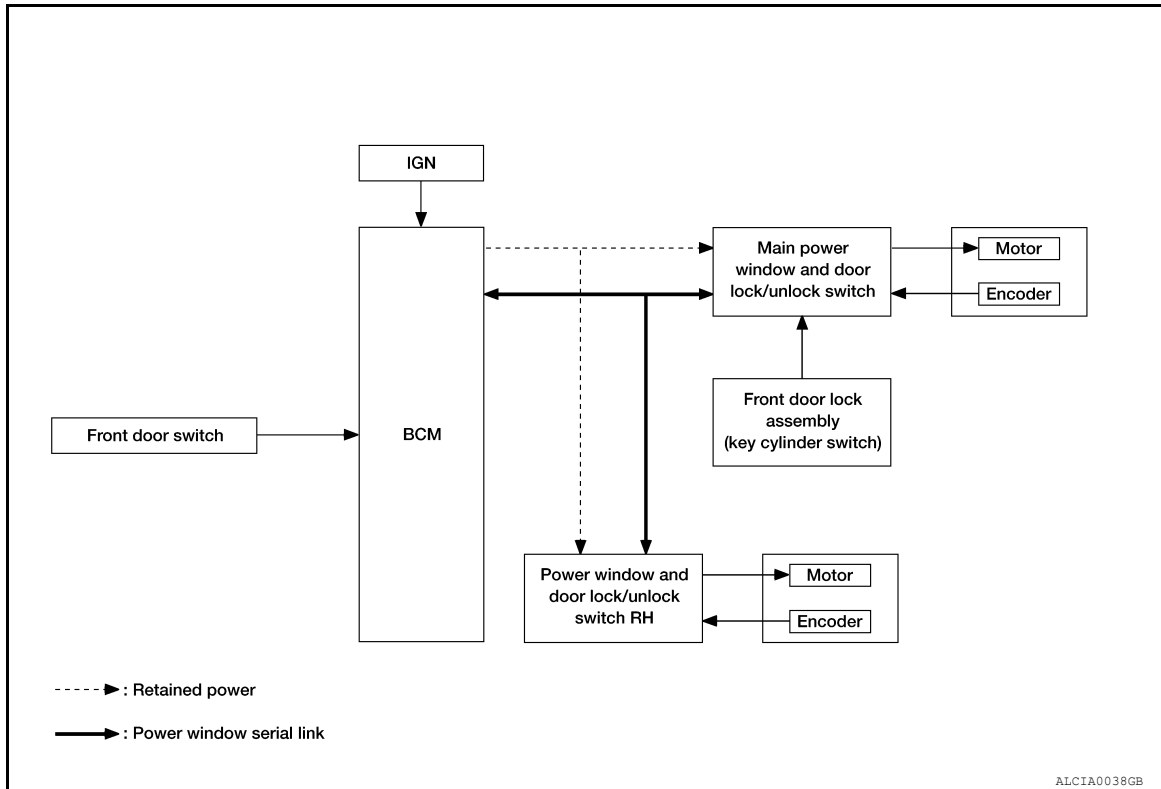 IGN
BCM
Front door switch
Main power
window and door
lock/unlock switch
Motor
Encoder
Front door lock
assembly
(key cylinder switch)
Power window and
door lock/unlock
switch RH
Motor
Encoder
: Retained power
: Power window serial link
ALCIA0038GB